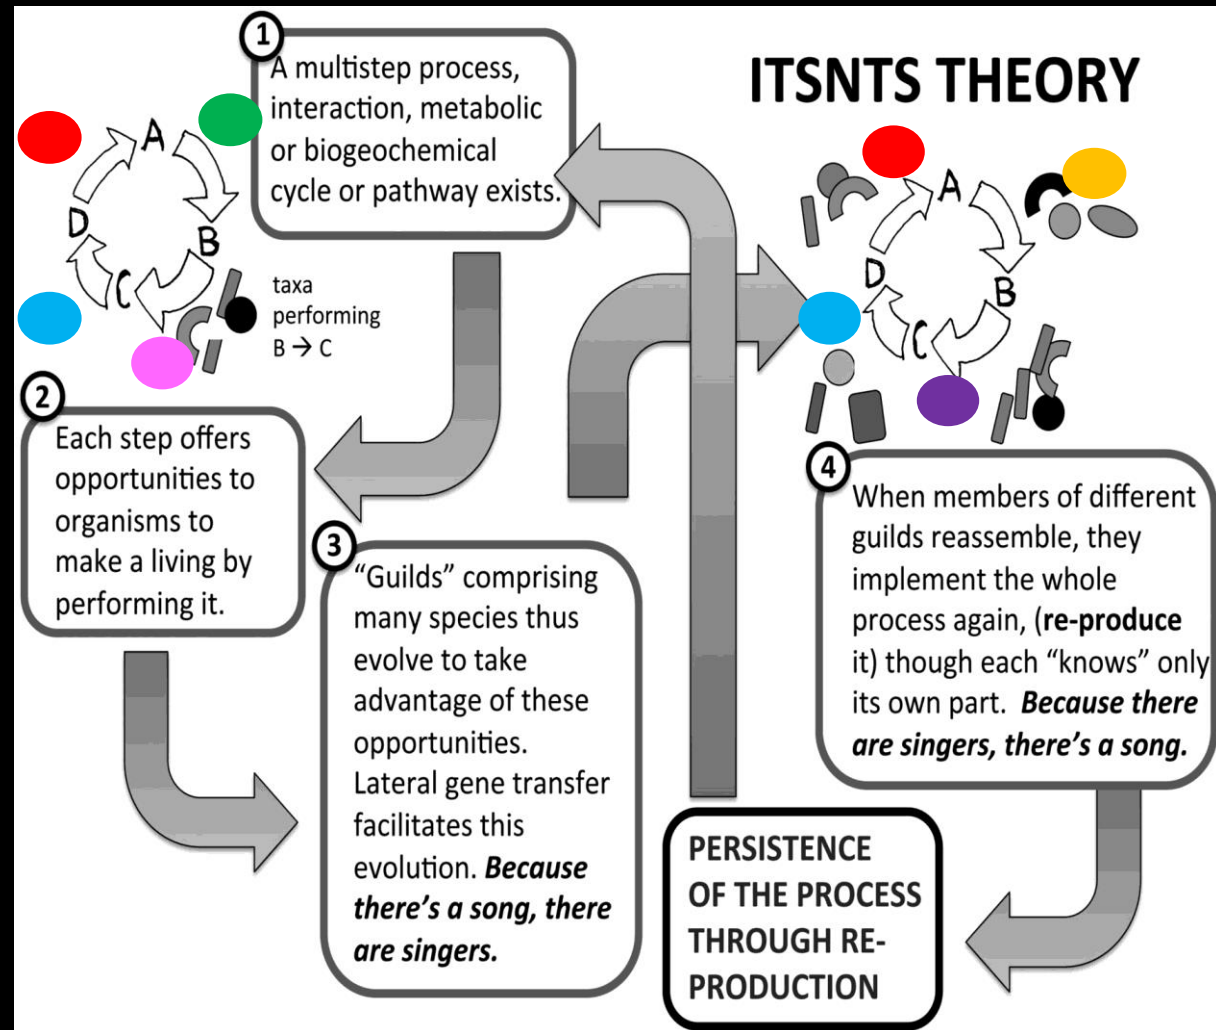 ITSNTS THEORY
1
A multistep process,
interaction, metabolic
or biogeochemical
cycle or pathway exists.
A
B
C
D
taxa
performing
B → C
2
Each step offers
opportunities to
organisms to
make a living by
performing it.
3
“Guilds” comprising
many species thus
evolve to take
advantage of these
opportunities.
Lateral gene transfer
facilitates this
evolution. Because
there’s a song, there
are singers.
A
B
C
D
4
When members of different
guilds reassemble, they
implement the whole
process again, (re-produce
it) though each “knows” only
its own part. Because there
are singers, there’s a song.
PERSISTENCE
OF THE PROCESS
THROUGH RE-
PRODUCTION